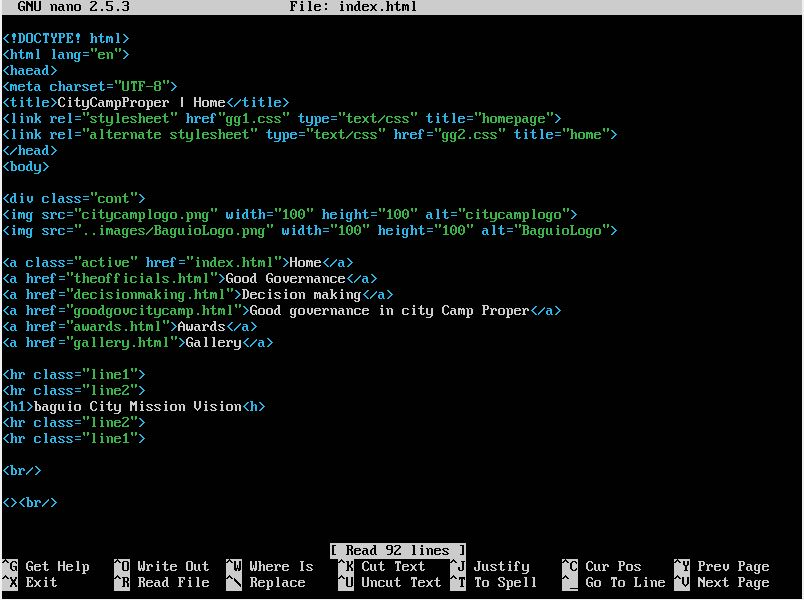 GNU nano 2.5.3 File: index.html
<!DOCTYPE! html>
<html lang="en">
<haead>
<meta charset="UTF-8">
<title>CityCampProper | Home</title>
<link rel="stylesheet" href"gg1.css" type="text/css" title="homepage">
<link rel="alternate stylesheet" type="text/css" href="gg2.css" title="home">
</head>
<body>
<div class="cont">
<img src="citycamplogo.png" width="100" height="100" alt="citycamplogo">
<img src="..images/BaguioLogo.png" width="100" height="100" alt="BaguioLogo">
<a class="active" href="index.html">Home</a>
<a href="theofficials.html">Good Governance</a>
<a href="decisionmaking.html">Decision making</a>
<a href="goodgovcitycamp.html">Good governance in city Camp Proper</a>
<a href="awards.html">Awards</a>
<a href="gallery.html">Gallery</a>
<hr class="line1">
<hr class="line2">
<h1>baguio City Mission Vision<h>
<hr class="line2">
<hr class="line1">
<br/>
<><br/>
[ Read 92 lines ]
^G Get Help ^O Write Out ^W Where Is ^K Cut Text ^J Justify ^C Cur Pos ^Y Prev Page
^X Exit ^R Read File ^\ Replace ^U Uncut Text ^T To Spell ^_ Go To Line ^V Next Page